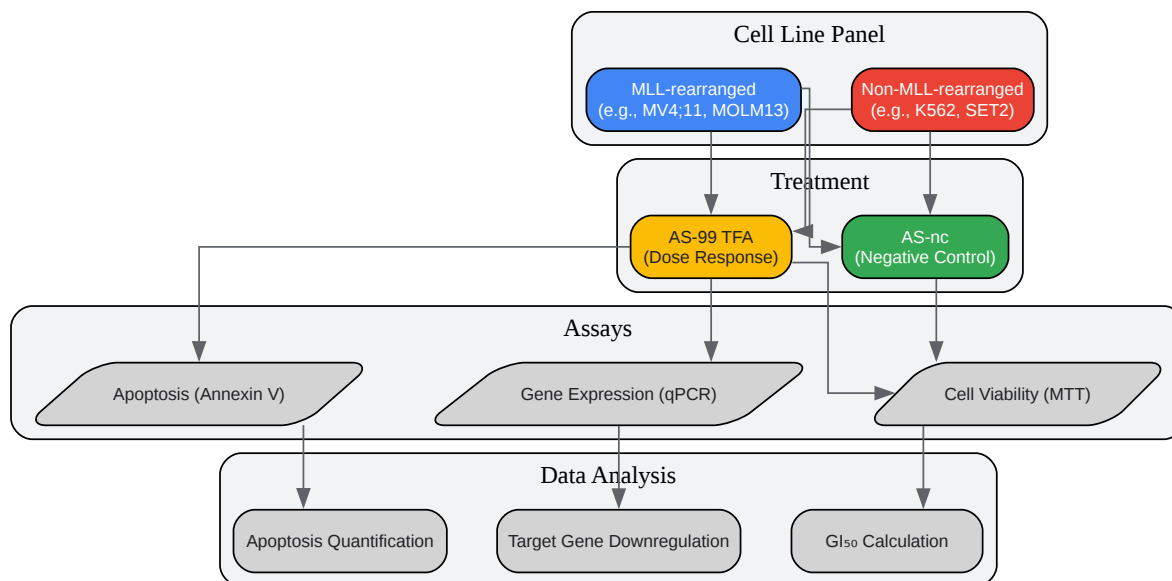 Cell Line Panel
MLL-rearranged
(e.g., MV4;11, MOLM13)
Non-MLL-rearranged
(e.g., K562, SET2)
Treatment
AS-99 TFA
(Dose Response)
AS-nc
(Negative Control)
Assays
Apoptosis (Annexin V)
Gene Expression (qPCR)
Cell Viability (MTT)
Data Analysis
Apoptosis Quantification
Target Gene Downregulation
GI₅₀ Calculation